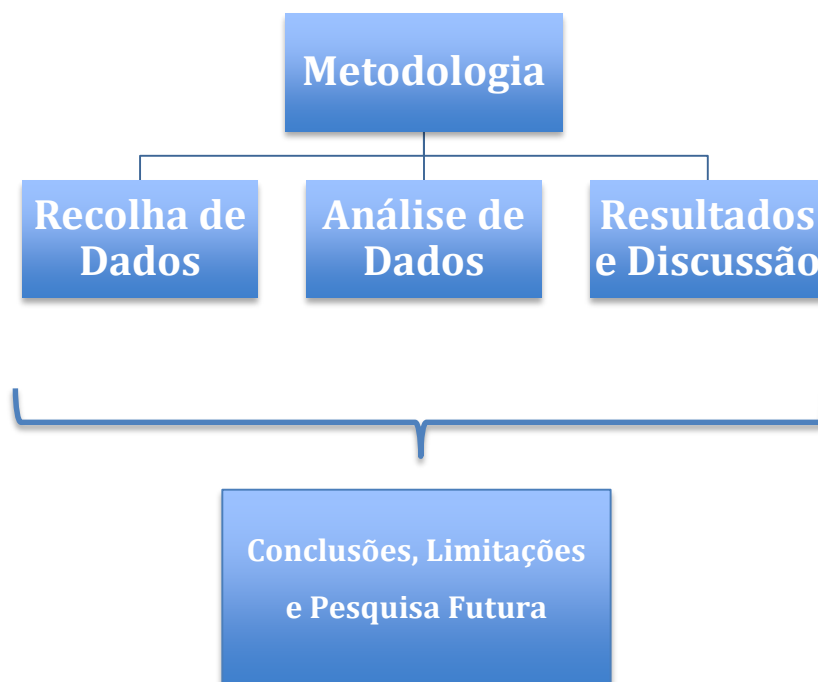 Metodologia
Recolha de
Dados
Análise de
Dados
Resultados
e Discussão
Conclusões, Limitações
e Pesquisa Futura